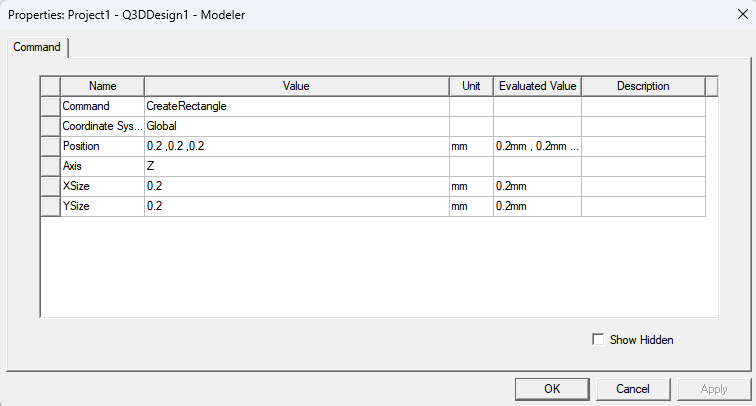 Properties: Project1 - Q3DDesign1 - Modeler
Command
Name Value Unit Evaluated Value Description
Command CreateRectangle
Coordinate Sys... Global
Position 0.2 ,0.2 ,0.2 mm 0.2mm , 0.2mm ...
Axis Z
XSize 0.2 mm 0.2mm
YSize 0.2 mm 0.2mm
Show Hidden
OK Cancel Apply